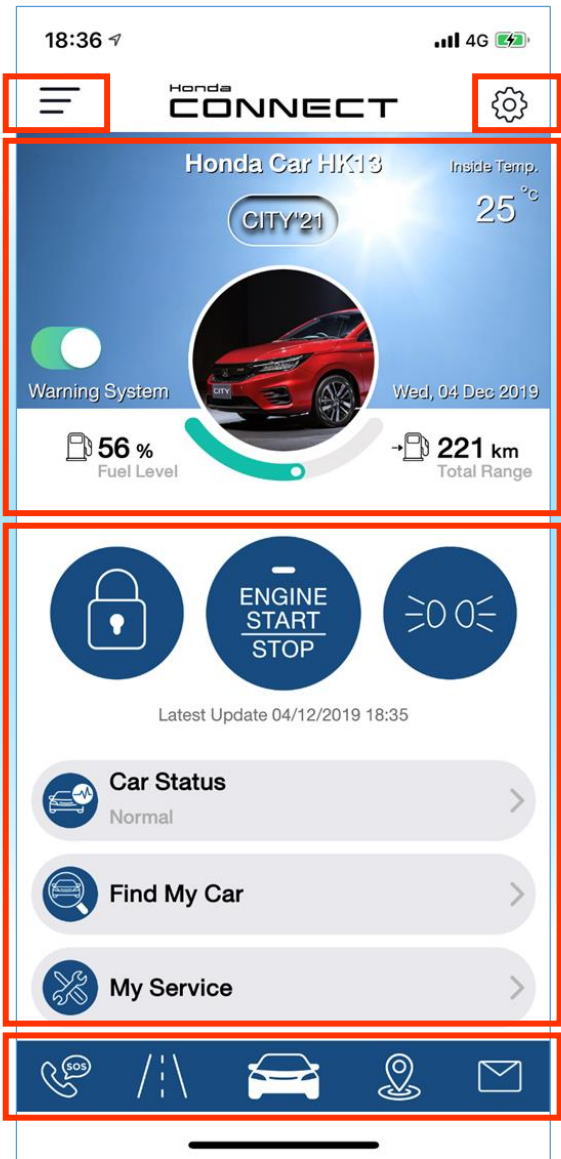 18:36
4G
Honda
CONNECT
Honda Car HK13
Inside Temp.
25 °C
CITY'21
CITY
Warning System
Wed, 04 Dec 2019
56 %
Fuel Level
221 km
Total Range
ENGINE
START
STOP
Latest Update 04/12/2019 18:35
Car Status
Normal
Find My Car
My Service
SOS